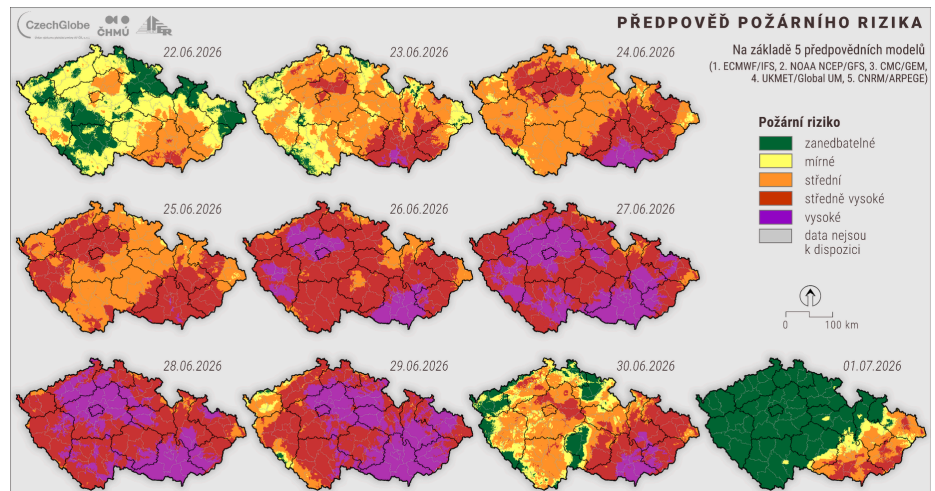 CzechGlobe
ČHMÚ
IFER
PŘEDPOVĚĎ POŽÁRNÍHO RIZIKA
Na základě 5 předpovědních modelů
(1. ECMWF/IFS, 2. NOAA NCEP/GFS, 3. CMC/GEM,
4. UKMET/Global UM, 5. CNRM/ARPEGE)
22.06.2026
23.06.2026
24.06.2026
Požární riziko
zanedbatelné
mírné
střední
středně vysoké
vysoké
data nejsou
k dispozici
25.06.2026
26.06.2026
27.06.2026
0 100 km
28.06.2026
29.06.2026
30.06.2026
01.07.2026